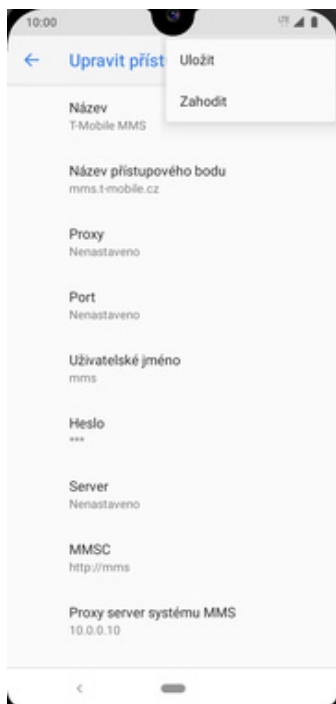 10:00
LTE
Upravit příst
Uložit
Zahodit
Název
T-Mobile MMS
Název přístupového bodu
mms.t-mobile.cz
Proxy
Nenastaveno
Port
Nenastaveno
Uživatelské jméno
mms
Heslo
***
Server
Nenastaveno
MMSC
http://mms
Proxy server systému MMS
10.0.0.10